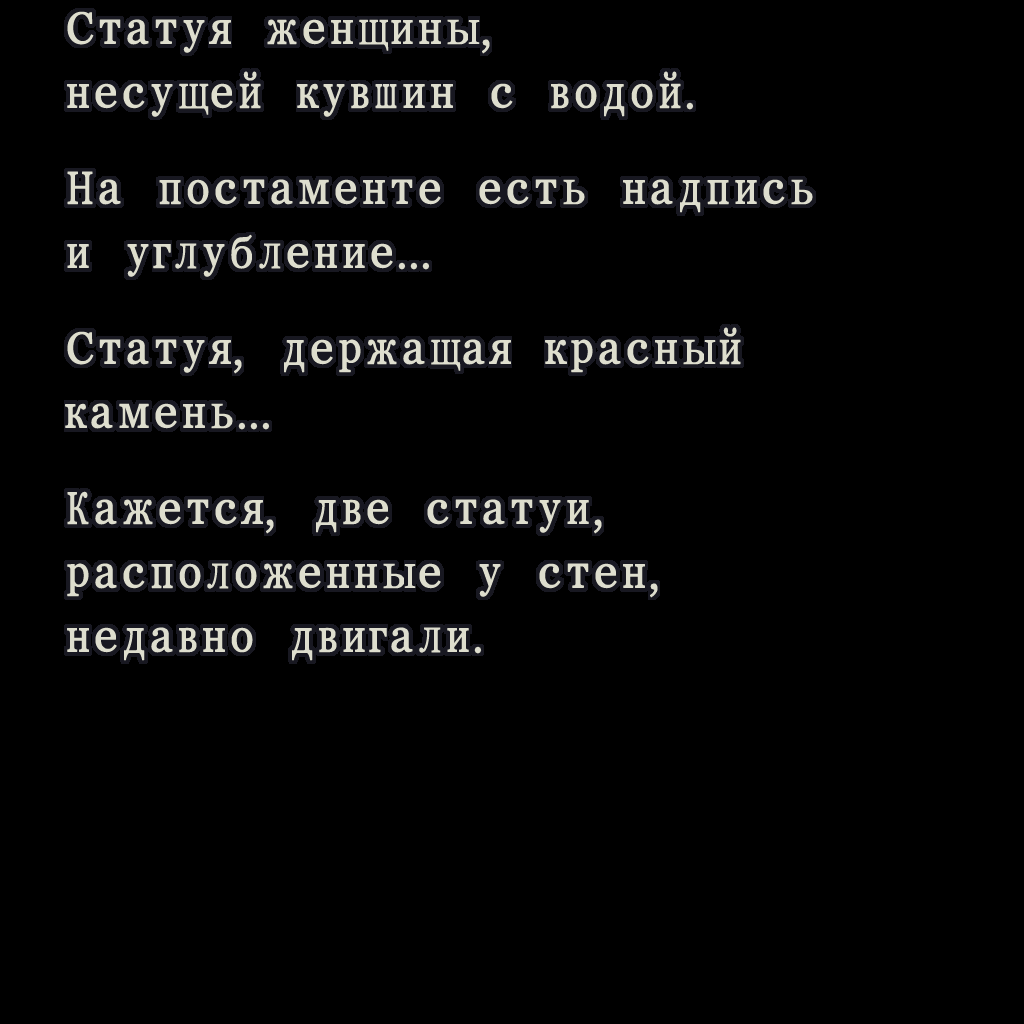 Статуя женщины,
несущей кувшин с водой.
На постаменте есть надпись
и углубление...
Статуя, держащая красный
камень...
Кажется, две статуи,
расположенные у стен,
недавно двигали.